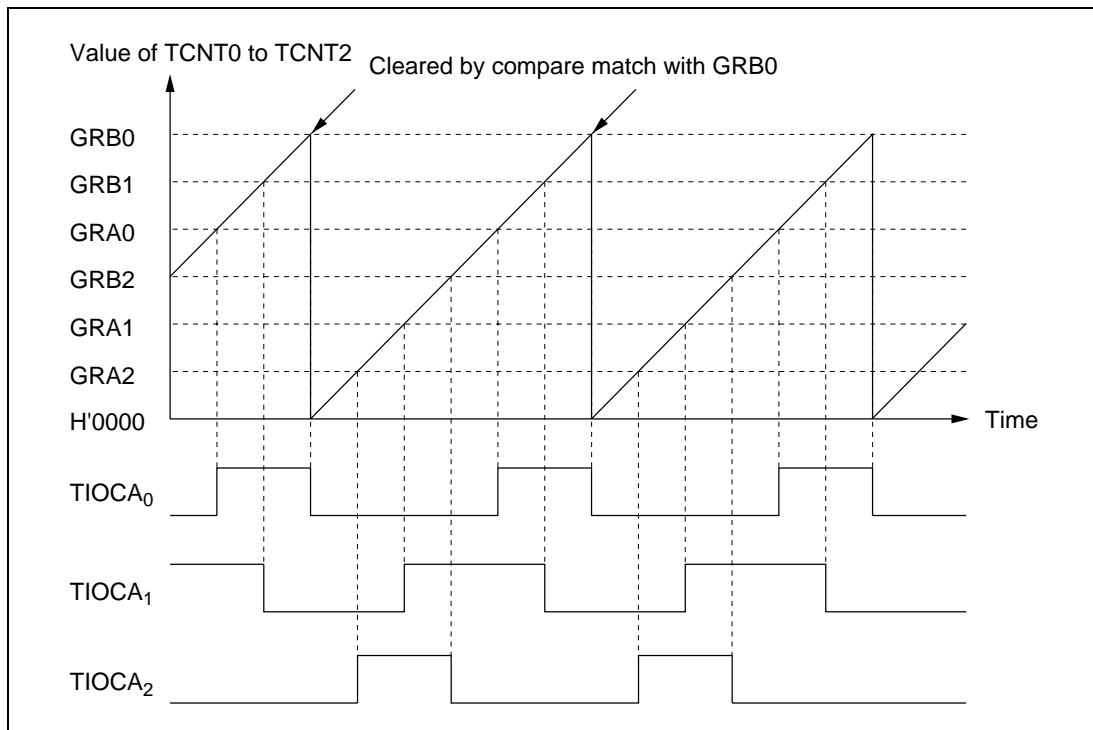 Value of TCNT0 to TCNT2
Cleared by compare match with GRB0
GRB0
GRB1
GRA0
GRB2
GRA1
GRA2
H'0000
Time
TIOCA0
TIOCA1
TIOCA2